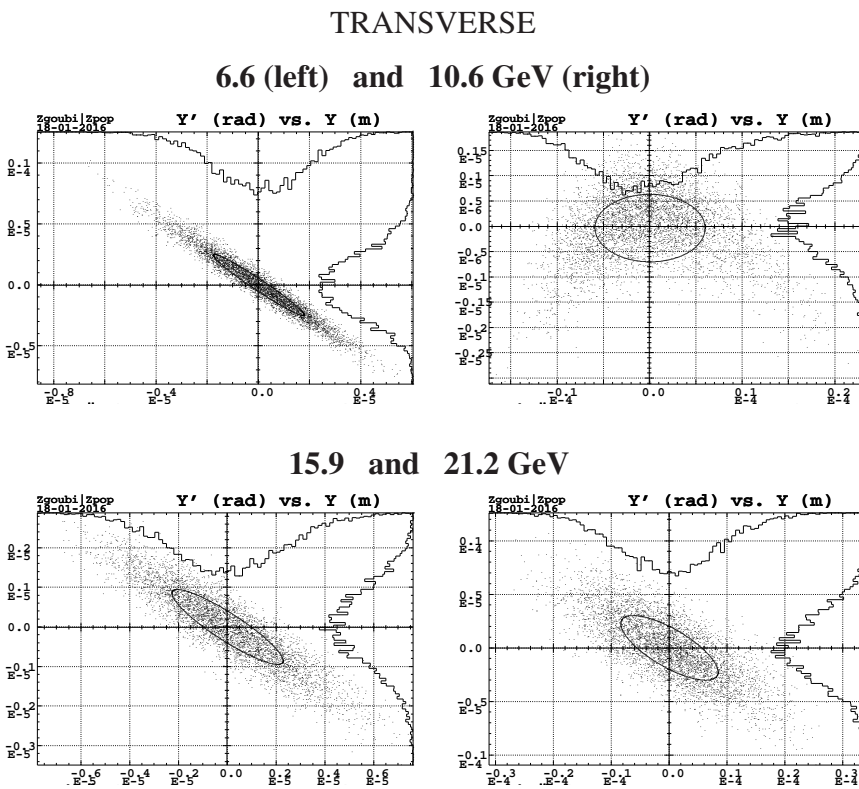 TRANSVERSE
6.6 (left) and 10.6 GeV (right)
Zgoubi|Zpop
18-01-2016
Y' (rad) vs. Y (m)
0.1
E-4
0.5
E-5
0.0
-0.5
E-5
-0.8
E-5
-0.4
E-5
0.0
0.4
E-5
Zgoubi|Zpop
18-01-2016
Y' (rad) vs. Y (m)
0.15
E-5
0.1
E-5
0.5
E-6
0.0
-0.5
E-6
-0.1
E-5
-0.15
E-5
-0.2
E-5
-0.25
E-5
-0.1
E-4
0.0
0.1
E-4
0.2
E-4
15.9 and 21.2 GeV
Zgoubi|Zpop
18-01-2016
Y' (rad) vs. Y (m)
0.2
E-5
0.1
E-5
0.0
-0.1
E-5
-0.2
E-5
-0.3
E-5
-0.6
E-5
-0.4
E-5
-0.2
E-5
0.0
0.2
E-5
0.4
E-5
0.6
E-5
Zgoubi|Zpop
18-01-2016
Y' (rad) vs. Y (m)
0.1
E-4
0.5
E-5
0.0
-0.5
E-5
-0.1
E-4
-0.3
E-4
-0.2
E-4
-0.1
E-4
0.0
0.1
E-4
0.2
E-4
0.3
E-4